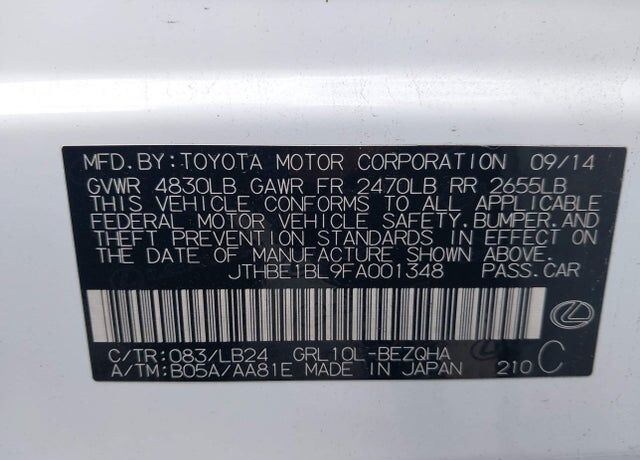 MFD.BY:TOYOTA MOTOR CORPORATION 09/14
GVWR 4830LB GAWR FR 2470LB RR 2655LB
THIS VEHICLE CONFORMS TO ALL APPLICABLE
FEDERAL MOTOR VEHICLE SAFETY,BUMPER,AND
THEFT PREVENTION STANDARDS IN EFFECT ON
THE DATE OF MANUFACTURE SHOWN ABOVE.
JTHBE1BL9FA001348 PASS.CAR
C/TR:083/LB24 GRL10L-BEZQHA
A/TM:B05A/AA81E MADE IN JAPAN 210 C